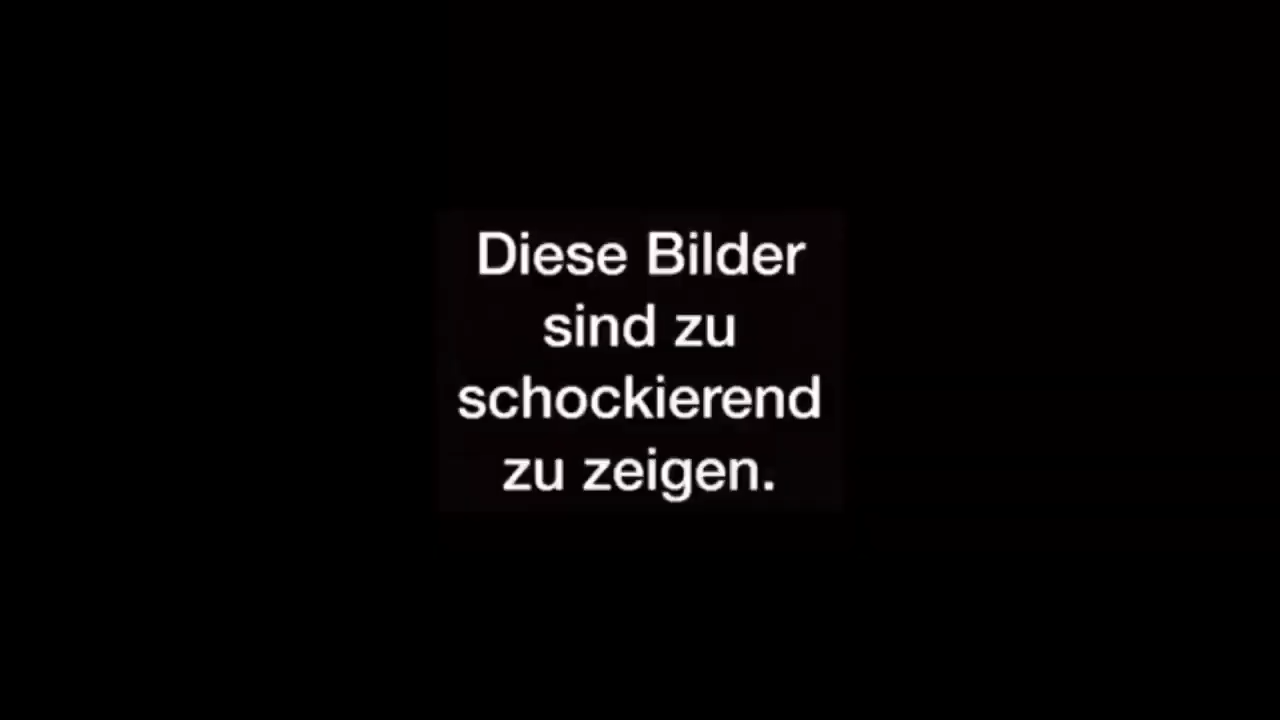 Diese Bilder
sind zu
schockierend
zu zeigen.